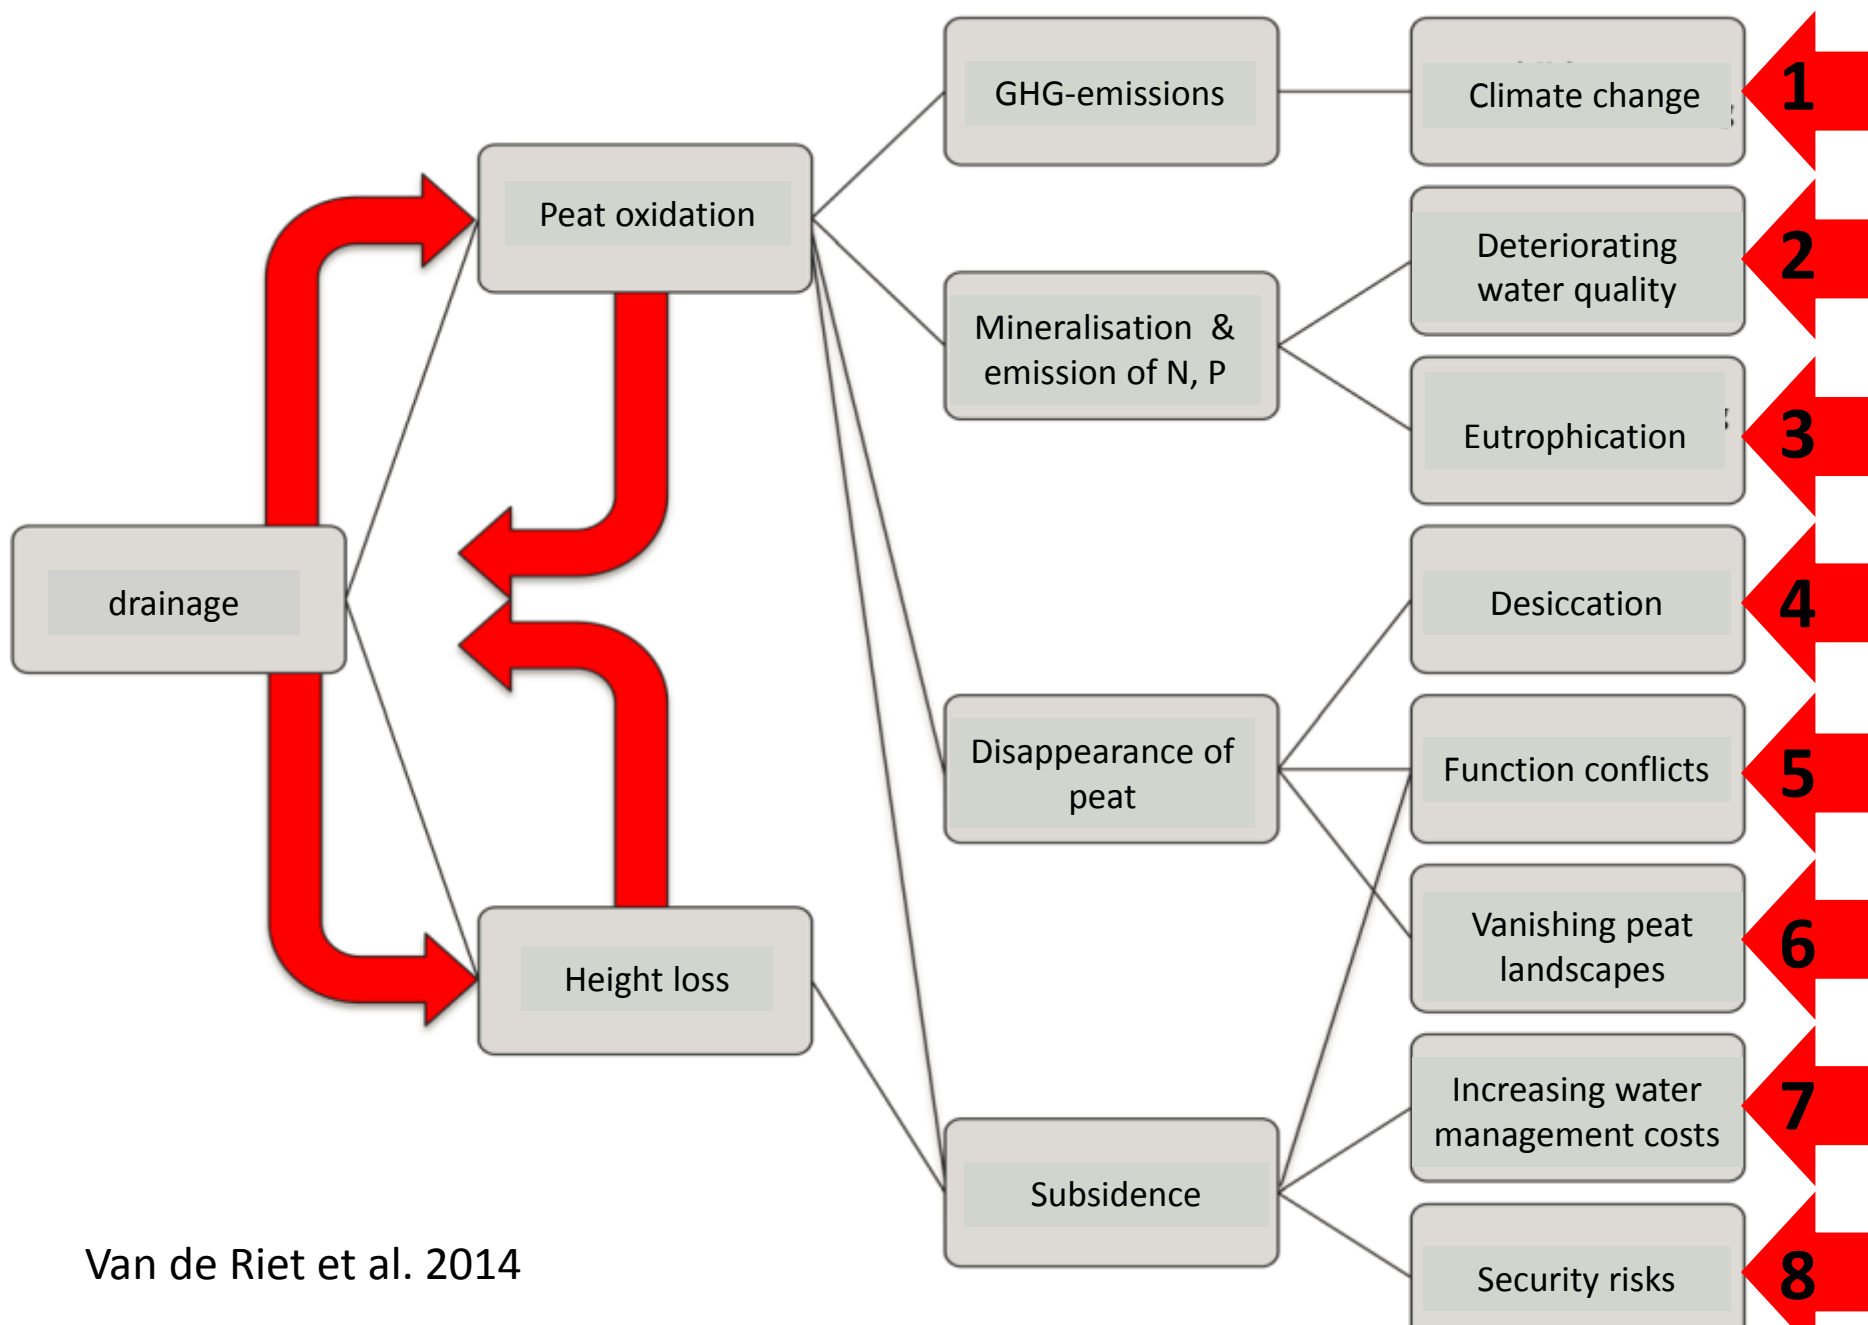 GHG-emissions
Climate change
1
Peat oxidation
Deteriorating
water quality
2
Mineralisation &
emission of N, P
Eutrophication
3
drainage
Desiccation
4
Disappearance of
peat
Function conflicts
5
Height loss
Vanishing peat
landscapes
6
Increasing water
management costs
7
Subsidence
Security risks
8
Van de Riet et al. 2014